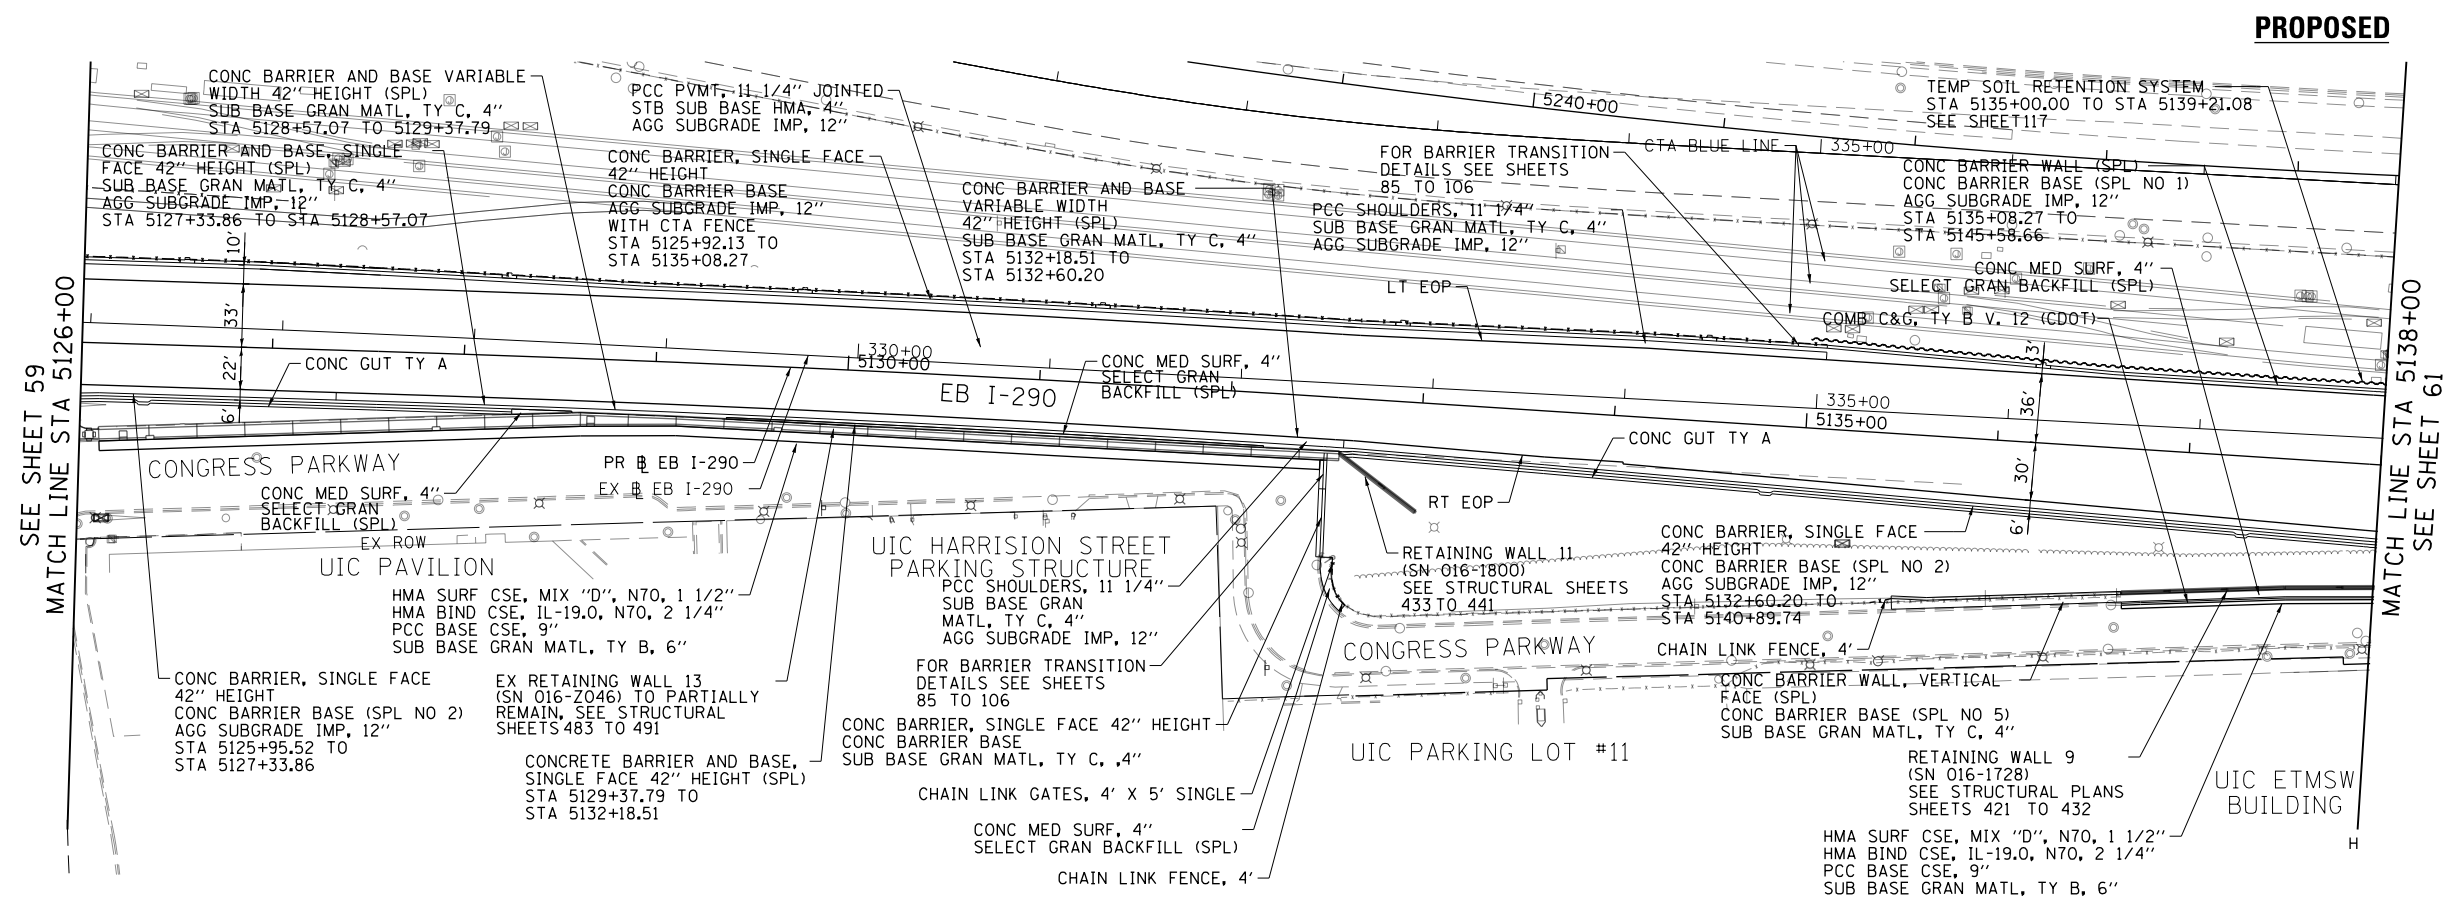 PROPOSED
CONC BARRIER AND BASE VARIABLE
WIDTH 42" HEIGHT (SPL)
SUB BASE GRAN MATL, TY C, 4"
STA 5128+57.07 TO 5129+37.79
CONC BARRIER AND BASE, SINGLE
FACE 42" HEIGHT (SPL)
SUB BASE GRAN MATL, TY C, 4"
AGG SUBGRADE IMP, 12"
STA 5127+33.86 TO STA 5128+57.07
PCC PVMT, 11 1/4" JOINTED
STB SUB BASE HMA, 4"
AGG SUBGRADE IMP, 12"
CONC BARRIER, SINGLE FACE
42" HEIGHT
CONC BARRIER BASE
AGG SUBGRADE IMP, 12"
WITH CTA FENCE
STA 5125+92.13 TO
STA 5135+08.27
CONC BARRIER AND BASE
VARIABLE WIDTH
42" HEIGHT (SPL)
SUB BASE GRAN MATL, TY C, 4"
STA 5132+18.51 TO
STA 5132+60.20
5240+00
FOR BARRIER TRANSITION
DETAILS SEE SHEETS
85 TO 106
CTA BLUE LINE
335+00
PCC SHOULDERS, 11 1/4"
SUB BASE GRAN MATL, TY C, 4"
AGG SUBGRADE IMP, 12"
LT EOP
TEMP SOIL RETENTION SYSTEM
STA 5135+00.00 TO STA 5139+21.08
SEE SHEET 117
CONC BARRIER WALL (SPL)
CONC BARRIER BASE (SPL NO 1)
AGG SUBGRADE IMP, 12"
STA 5135+08.27 TO
STA 5145+58.66
CONC MED SURF, 4"
SELECT GRAN BACKFILL (SPL)
COMB C&G, TY B V. 12 (CDOT)
SEE SHEET 59
MATCH LINE STA 5126+00
10'
33'
22'
6'
CONC GUT TY A
330+00
5130+00
EB I-290
CONC MED SURF, 4"
SELECT GRAN
BACKFILL (SPL)
335+00
5135+00
3'
36'
30'
6'
MATCH LINE STA 5138+00
SEE SHEET 61
CONC GUT TY A
CONGRESS PARKWAY
PR BL EB I-290
EX BL EB I-290
CONC MED SURF, 4"
SELECT GRAN
BACKFILL (SPL)
EX ROW
UIC PAVILION
RT EOP
UIC HARRISION STREET
PARKING STRUCTURE
RETAINING WALL 11
(SN 016-1800)
SEE STRUCTURAL SHEETS
433 TO 441
CONC BARRIER, SINGLE FACE
42" HEIGHT
CONC BARRIER BASE (SPL NO 2)
AGG SUBGRADE IMP, 12"
STA 5132+60.20 TO
STA 5140+89.74
HMA SURF CSE, MIX "D", N70, 1 1/2"
HMA BIND CSE, IL-19.0, N70, 2 1/4"
PCC BASE CSE, 9"
SUB BASE GRAN MATL, TY B, 6"
PCC SHOULDERS, 11 1/4"
SUB BASE GRAN
MATL, TY C, 4"
AGG SUBGRADE IMP, 12"
CONGRESS PARKWAY
CHAIN LINK FENCE, 4'
FOR BARRIER TRANSITION
DETAILS SEE SHEETS
85 TO 106
CONC BARRIER, SINGLE FACE
42" HEIGHT
CONC BARRIER BASE (SPL NO 2)
AGG SUBGRADE IMP, 12"
STA 5125+95.52 TO
STA 5127+33.86
EX RETAINING WALL 13
(SN 016-Z046) TO PARTIALLY
REMAIN, SEE STRUCTURAL
SHEETS 483 TO 491
CONC BARRIER WALL, VERTICAL
FACE (SPL)
CONC BARRIER BASE (SPL NO 5)
SUB BASE GRAN MATL, TY C, 4"
CONC BARRIER, SINGLE FACE 42" HEIGHT
CONC BARRIER BASE
SUB BASE GRAN MATL, TY C, ,4"
UIC PARKING LOT #11
CONCRETE BARRIER AND BASE,
SINGLE FACE 42" HEIGHT (SPL)
STA 5129+37.79 TO
STA 5132+18.51
RETAINING WALL 9
(SN 016-1728)
SEE STRUCTURAL PLANS
SHEETS 421 TO 432
UIC ETMSW
BUILDING
CHAIN LINK GATES, 4' X 5' SINGLE
CONC MED SURF, 4"
SELECT GRAN BACKFILL (SPL)
CHAIN LINK FENCE, 4'
HMA SURF CSE, MIX "D", N70, 1 1/2"
HMA BIND CSE, IL-19.0, N70, 2 1/4"
PCC BASE CSE, 9"
SUB BASE GRAN MATL, TY B, 6"
H